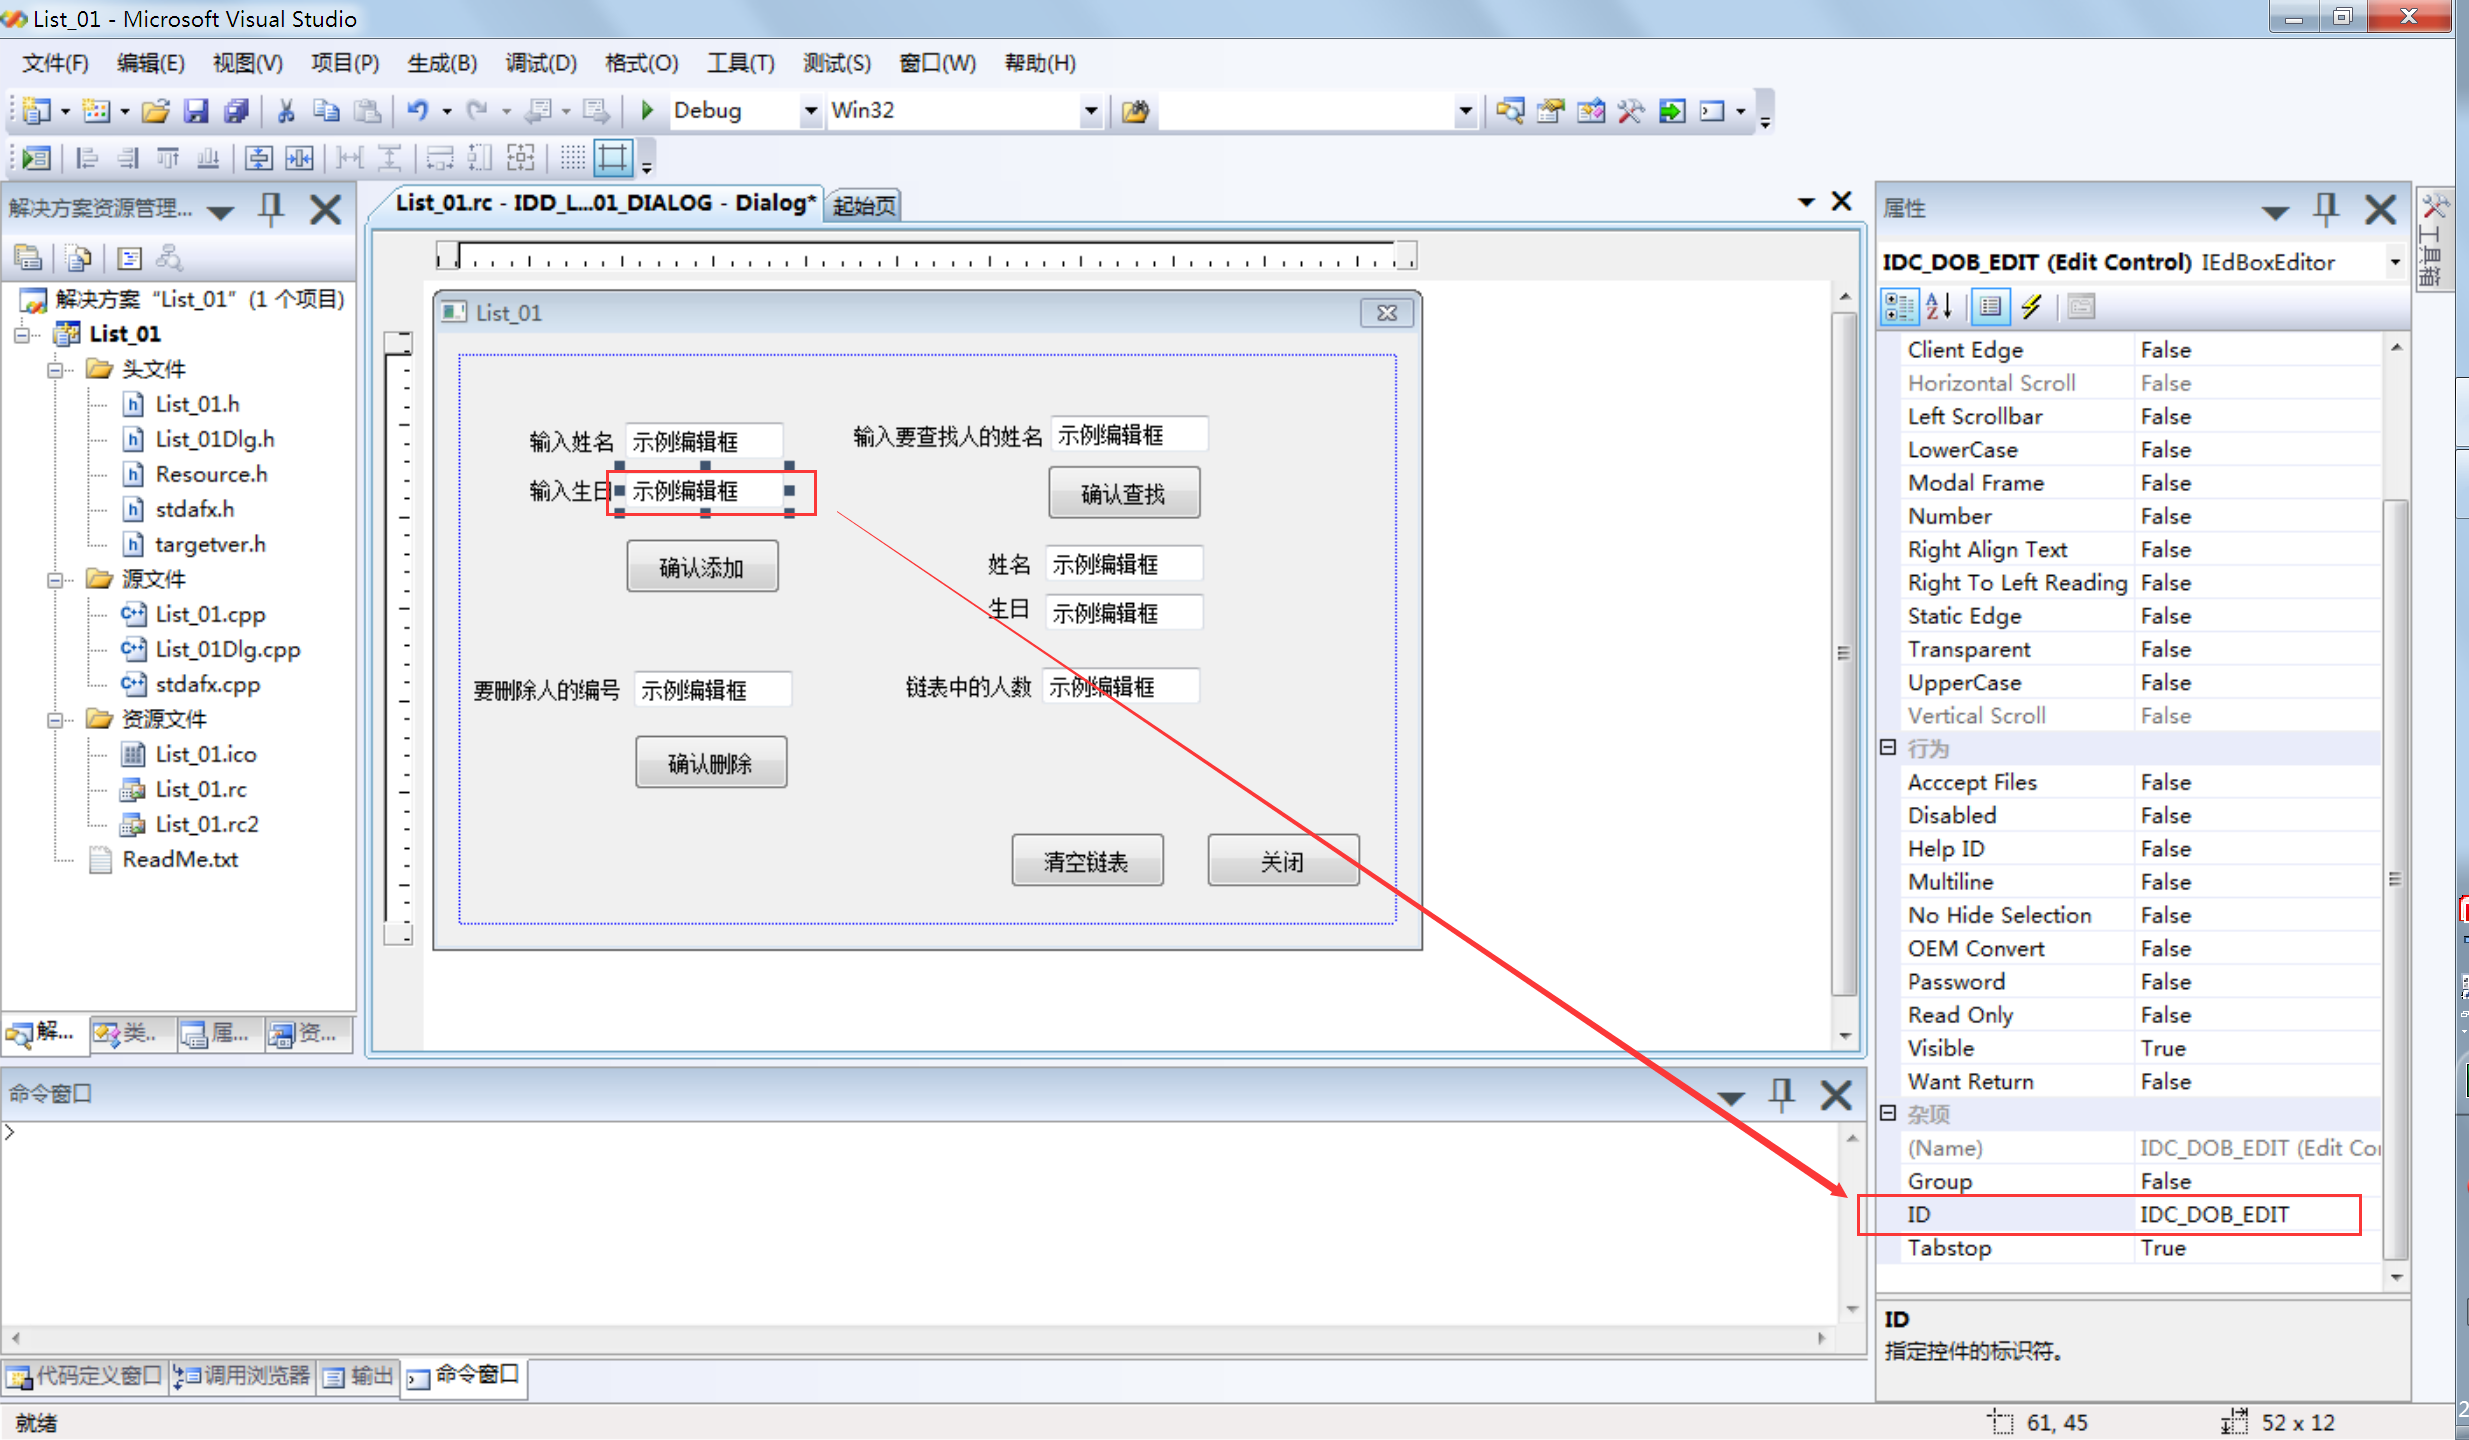 List_01 - Microsoft Visual Studio
文件(F) 编辑(E) 视图(V) 项目(P) 生成(B) 调试(D) 格式(O) 工具(T) 测试(S) 窗口(W) 帮助(H)
Debug Win32
解决方案资源管理...
解决方案 “List_01” (1 个项目)
List_01
头文件
List_01.h
List_01Dlg.h
Resource.h
stdafx.h
targetver.h
源文件
List_01.cpp
List_01Dlg.cpp
stdafx.cpp
资源文件
List_01.ico
List_01.rc
List_01.rc2
ReadMe.txt
解... 类.. 属... 资...
List_01.rc - IDD_L...01_DIALOG - Dialog* 起始页
List_01
输入姓名 示例编辑框
输入生日 示例编辑框
确认添加
要删除人的编号 示例编辑框
确认删除
输入要查找人的姓名 示例编辑框
确认查找
姓名 示例编辑框
生日 示例编辑框
链表中的人数 示例编辑框
清空链表 关闭
属性
IDC_DOB_EDIT (Edit Control) IEdBoxEditor
Client Edge False
Horizontal Scroll False
Left Scrollbar False
LowerCase False
Modal Frame False
Number False
Right Align Text False
Right To Left Reading False
Static Edge False
Transparent False
UpperCase False
Vertical Scroll False
行为
Acccept Files False
Disabled False
Help ID False
Multiline False
No Hide Selection False
OEM Convert False
Password False
Read Only False
Visible True
Want Return False
杂项
(Name) IDC_DOB_EDIT (Edit Co
Group False
ID IDC_DOB_EDIT
Tabstop True
ID
指定控件的标识符。
工具箱
命令窗口
>
代码定义窗口 调用浏览器 输出 命令窗口
就绪 61, 45 52 x 12